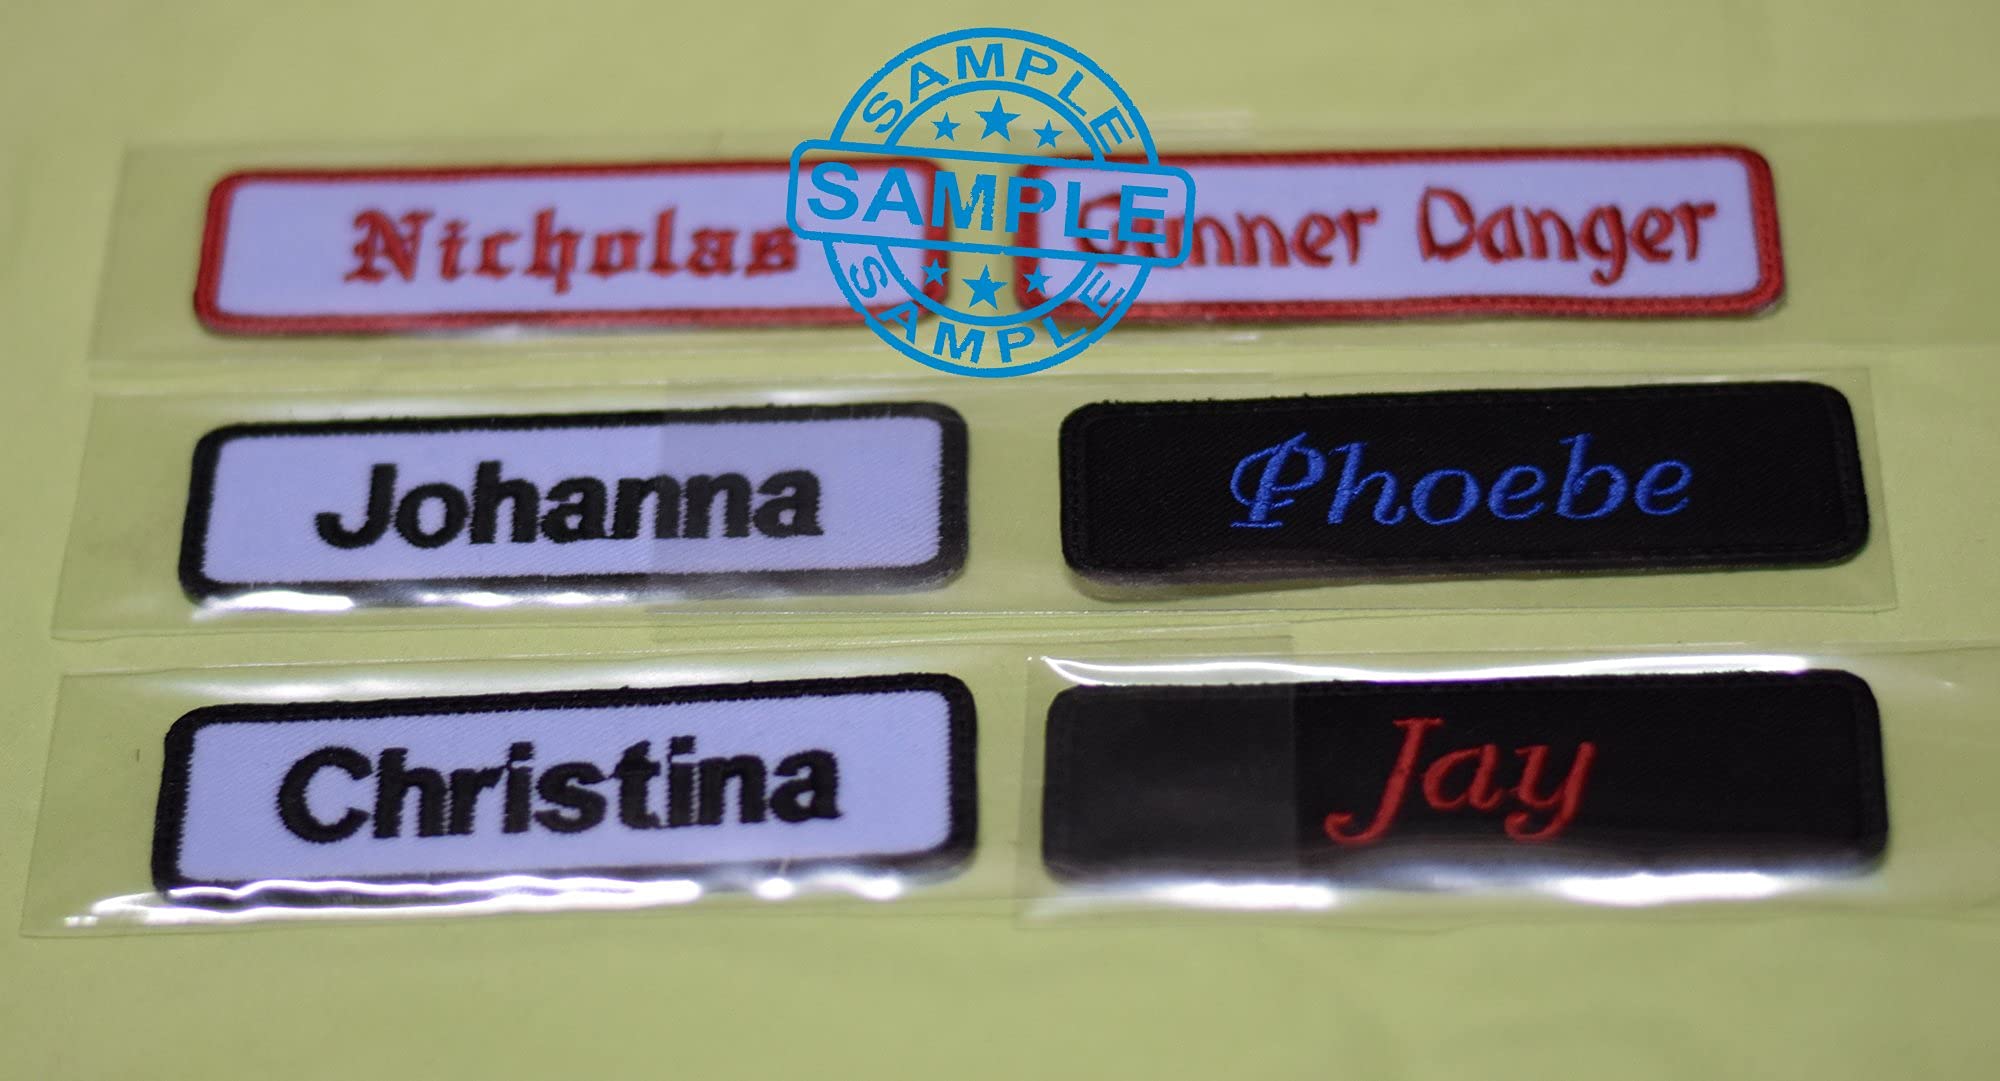 SAMPLE
SAMPLE
SAMPLE
Nicholas
Danger
Johanna
Phoebe
Christina
Jay